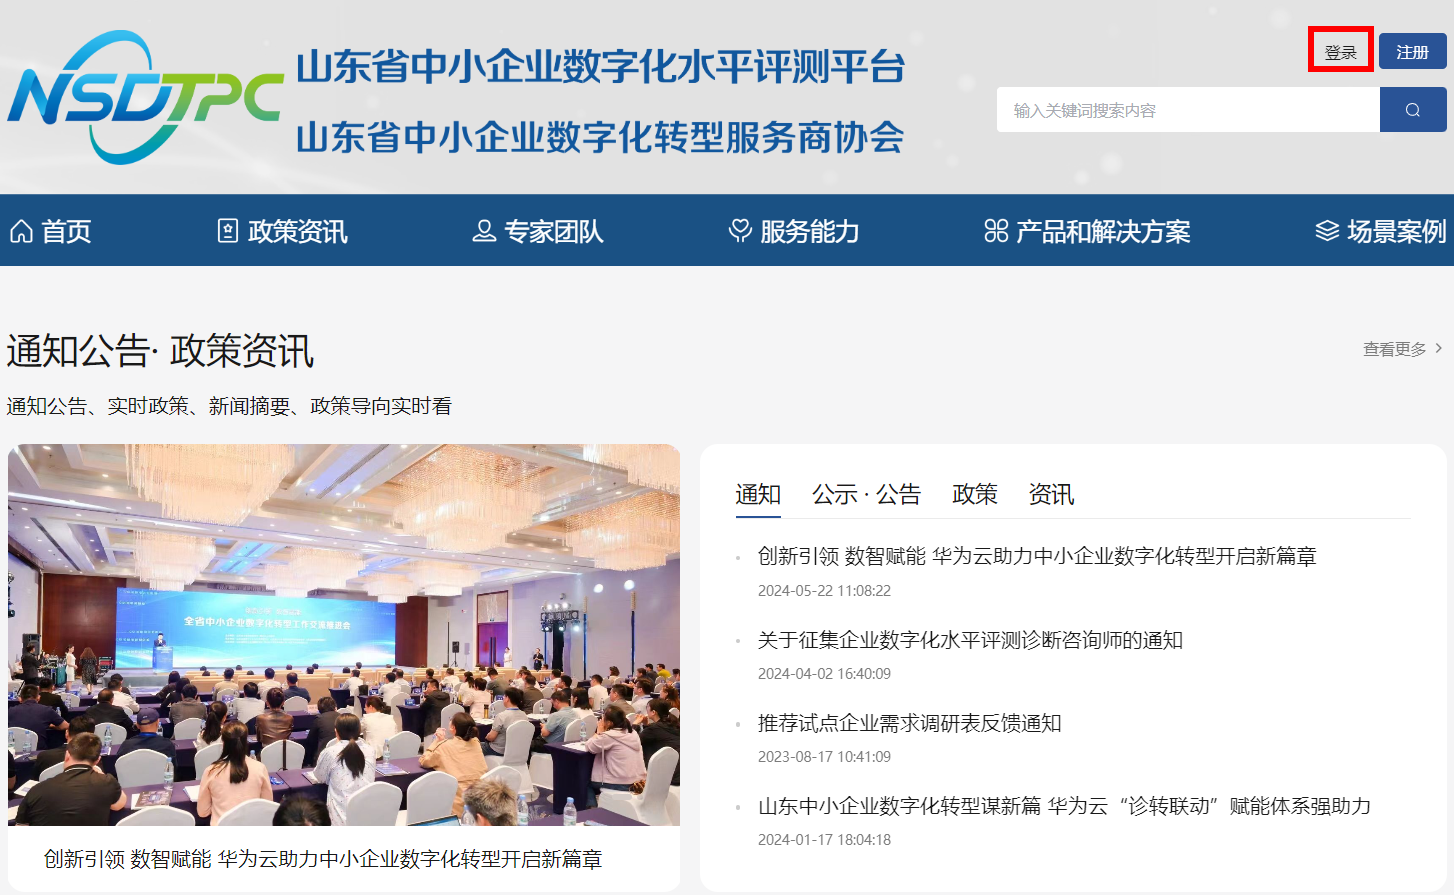 NSDTPC
山东省中小企业数字化水平评测平台
山东省中小企业数字化转型服务商协会
登录
注册
输入关键词搜索内容
首页
政策资讯
专家团队
服务能力
产品和解决方案
场景案例
通知公告· 政策资讯
查看更多
通知公告、实时政策、新闻摘要、政策导向实时看
全省中小企业数字化转型工作交流推进会
创新引领 数智赋能 华为云助力中小企业数字化转型开启新篇章
通知
公示 · 公告
政策
资讯
创新引领 数智赋能 华为云助力中小企业数字化转型开启新篇章
2024-05-22 11:08:22
关于征集企业数字化水平评测诊断咨询师的通知
2024-04-02 16:40:09
推荐试点企业需求调研表反馈通知
2023-08-17 10:41:09
山东中小企业数字化转型谋新篇 华为云“诊转联动”赋能体系强助力
2024-01-17 18:04:18